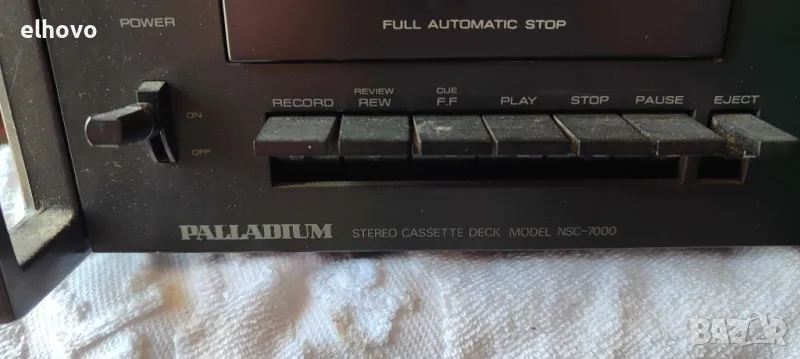 elhovo
POWER
FULL AUTOMATIC STOP
REVIEW CUE
RECORD REW F.F PLAY STOP PAUSE EJECT
ON
OFF
PALLADIUM STEREO CASSETTE DECK MODEL NSC-7000
BAZAR